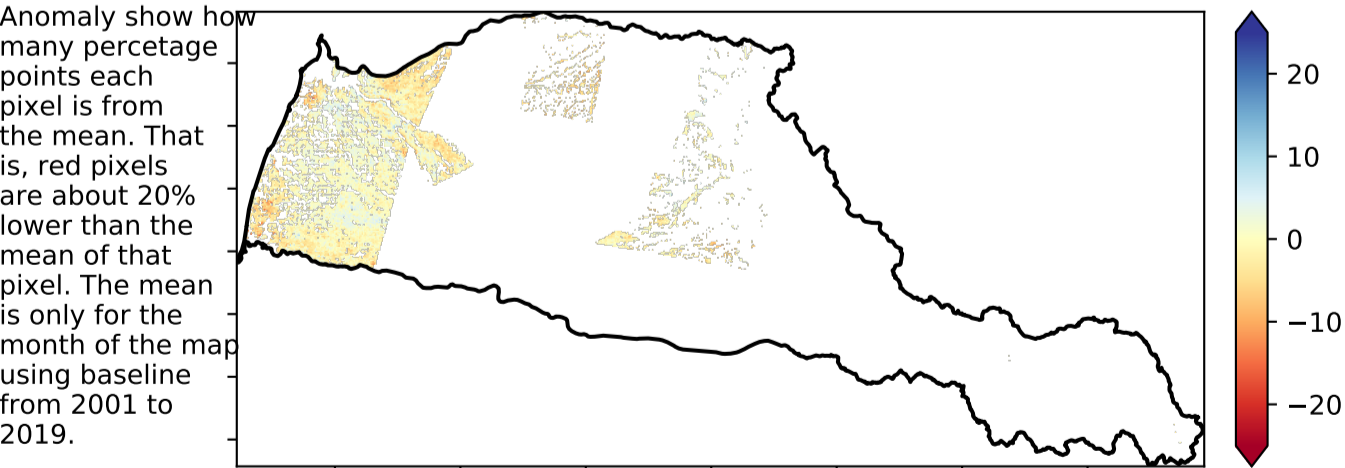 Anomaly show how
many percetage
points each
pixel is from
the mean. That
is, red pixels
are about 20%
lower than the
mean of that
pixel. The mean
is only for the
month of the map
using baseline
from 2001 to
2019.
20
10
0
−10
−20